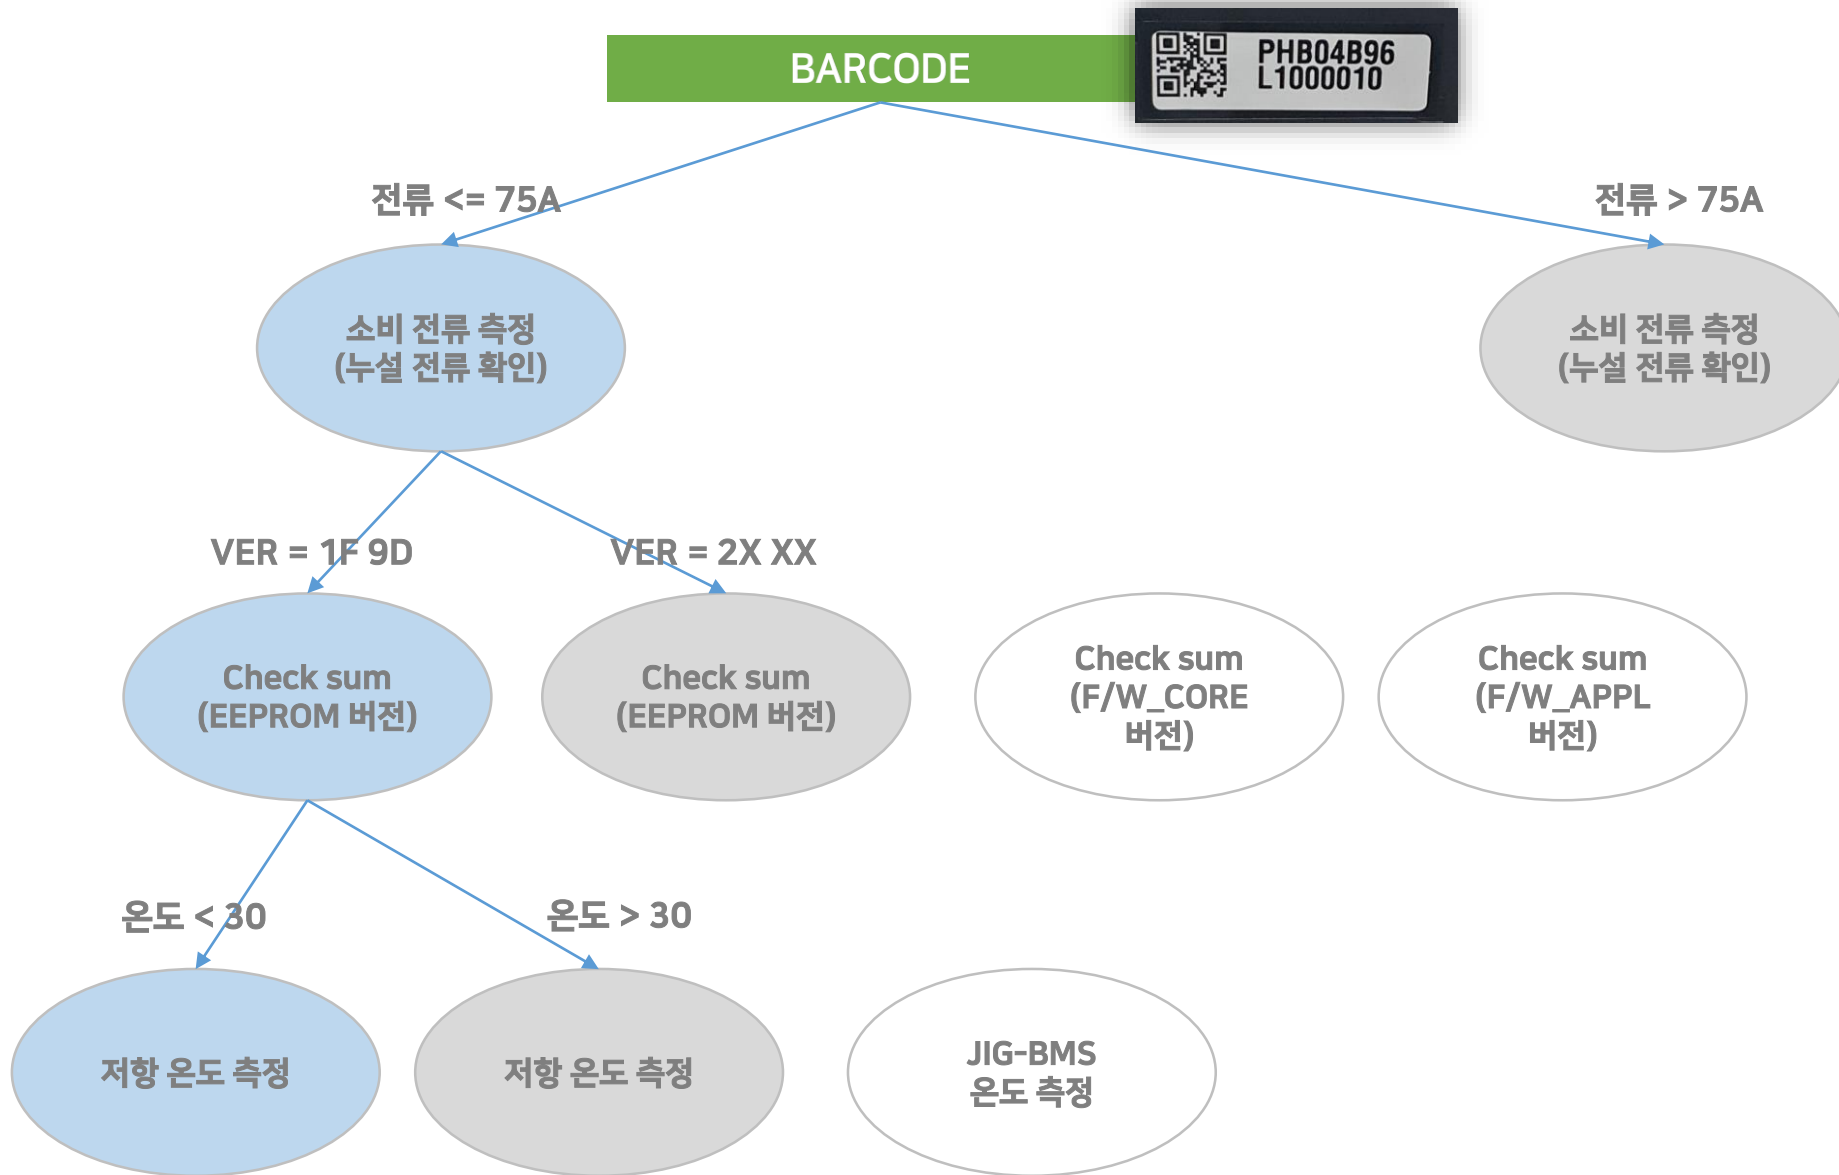 BARCODE
PHB04B96
L1000010
전류 <= 75A
전류 > 75A
소비 전류 측정
(누설 전류 확인)
소비 전류 측정
(누설 전류 확인)
VER = 1F 9D
VER = 2X XX
Check sum
(EEPROM 버전)
Check sum
(EEPROM 버전)
Check sum
(F/W_CORE
버전)
Check sum
(F/W_APPL
버전)
온도 < 30
온도 > 30
저항 온도 측정
저항 온도 측정
JIG-BMS
온도 측정